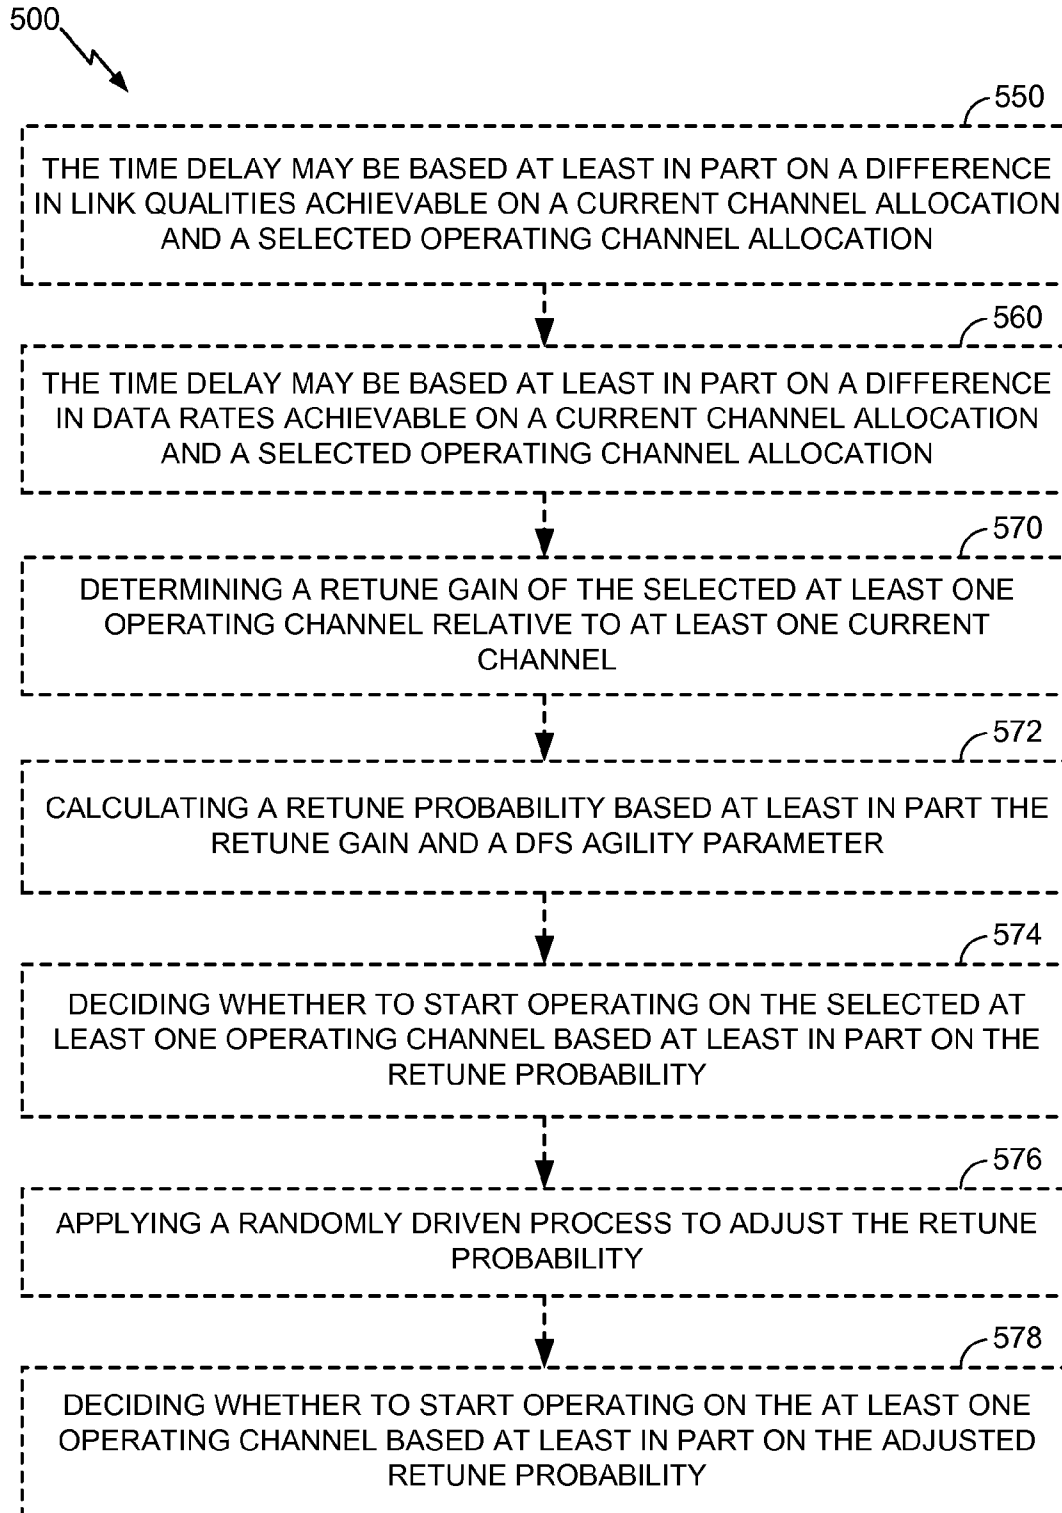 500
550
THE TIME DELAY MAY BE BASED AT LEAST IN PART ON A DIFFERENCE
IN LINK QUALITIES ACHIEVABLE ON A CURRENT CHANNEL ALLOCATION
AND A SELECTED OPERATING CHANNEL ALLOCATION
560
THE TIME DELAY MAY BE BASED AT LEAST IN PART ON A DIFFERENCE
IN DATA RATES ACHIEVABLE ON A CURRENT CHANNEL ALLOCATION
AND A SELECTED OPERATING CHANNEL ALLOCATION
570
DETERMINING A RETUNE GAIN OF THE SELECTED AT LEAST ONE
OPERATING CHANNEL RELATIVE TO AT LEAST ONE CURRENT
CHANNEL
572
CALCULATING A RETUNE PROBABILITY BASED AT LEAST IN PART THE
RETUNE GAIN AND A DFS AGILITY PARAMETER
574
DECIDING WHETHER TO START OPERATING ON THE SELECTED AT
LEAST ONE OPERATING CHANNEL BASED AT LEAST IN PART ON THE
RETUNE PROBABILITY
576
APPLYING A RANDOMLY DRIVEN PROCESS TO ADJUST THE RETUNE
PROBABILITY
578
DECIDING WHETHER TO START OPERATING ON THE AT LEAST ONE
OPERATING CHANNEL BASED AT LEAST IN PART ON THE ADJUSTED
RETUNE PROBABILITY